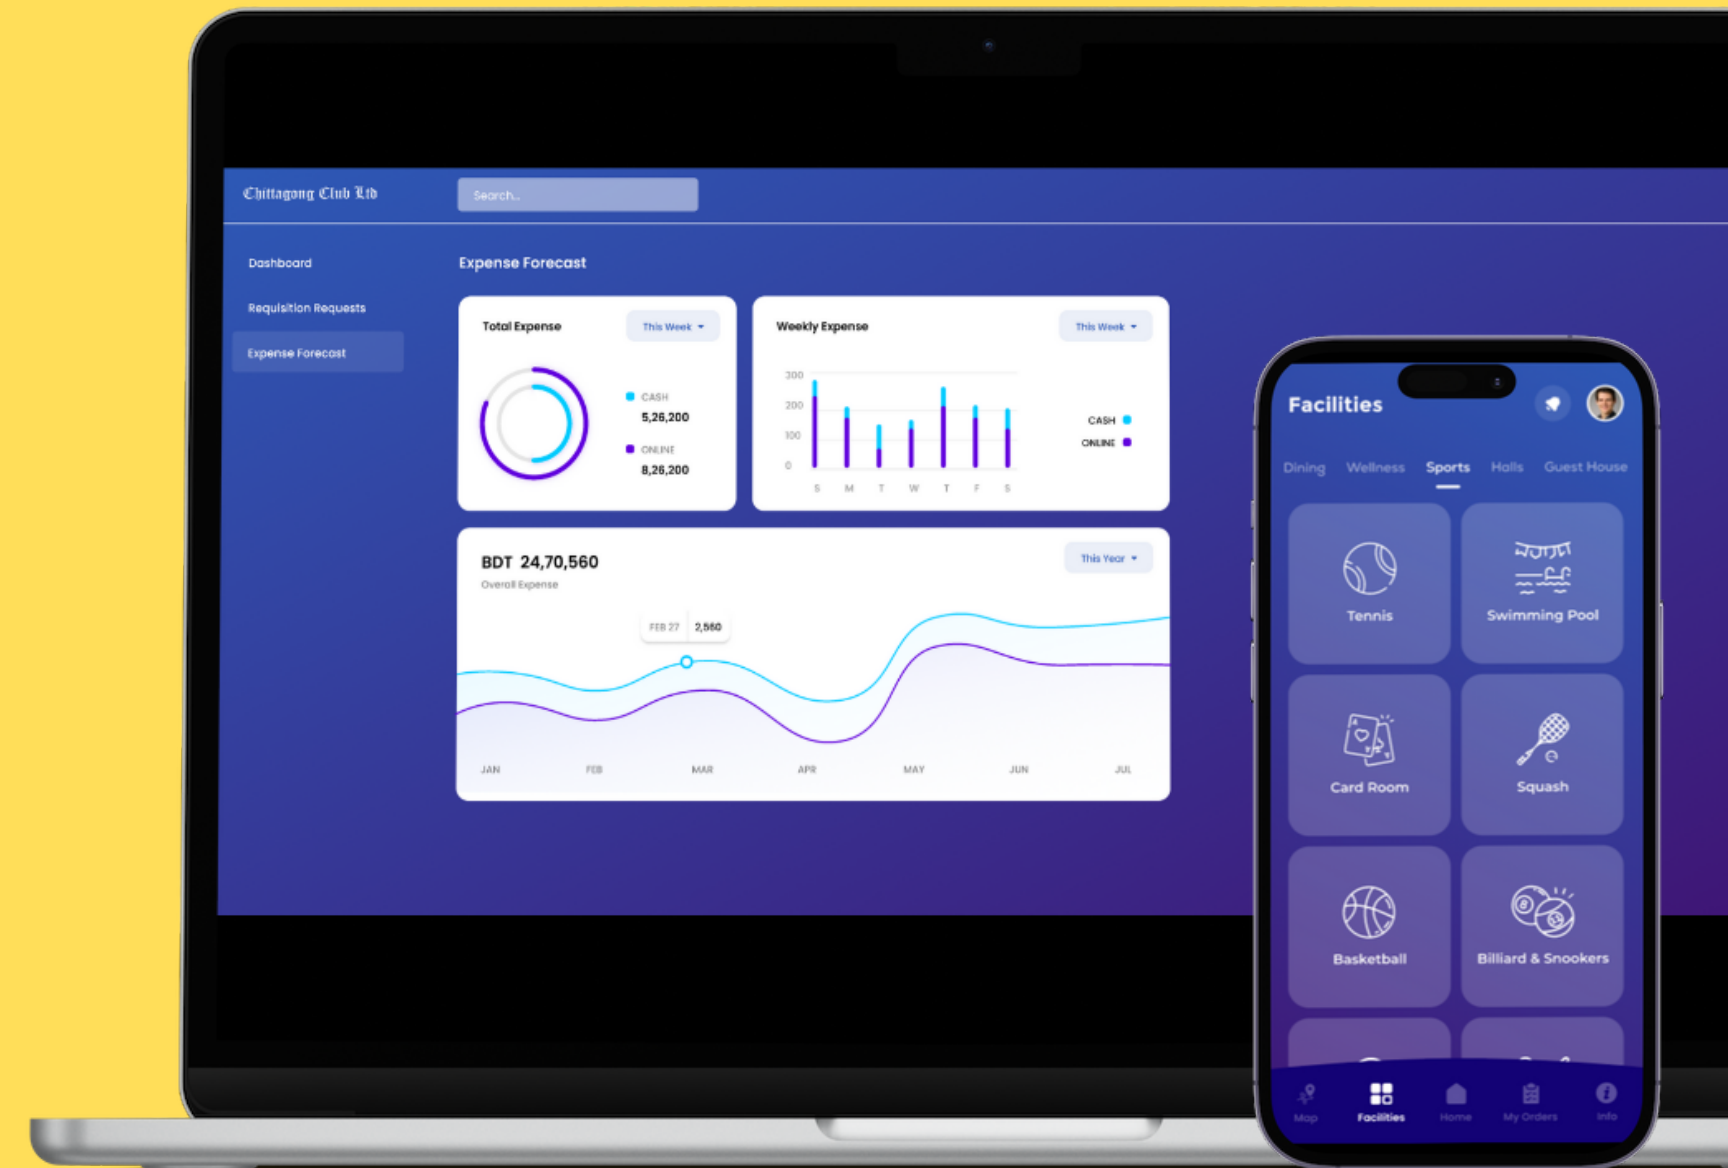 Chittagong Club Ltd
Search...
Dashboard
Requisition Requests
Expense Forecast
Expense Forecast
Total Expense
This Week
CASH
5,26,200
ONLINE
8,26,200
Weekly Expense
This Week
300
200
100
0
S M T W T F S
CASH
ONLINE
BDT 24,70,560
Overall Expense
This Year
FEB 27 2,560
JAN FEB MAR APR MAY JUN JUL
Facilities
Dining Wellness Sports Halls Guest House
Tennis
Swimming Pool
Card Room
Squash
Basketball
8
Billiard & Snookers
Map Facilities Home My Orders Info